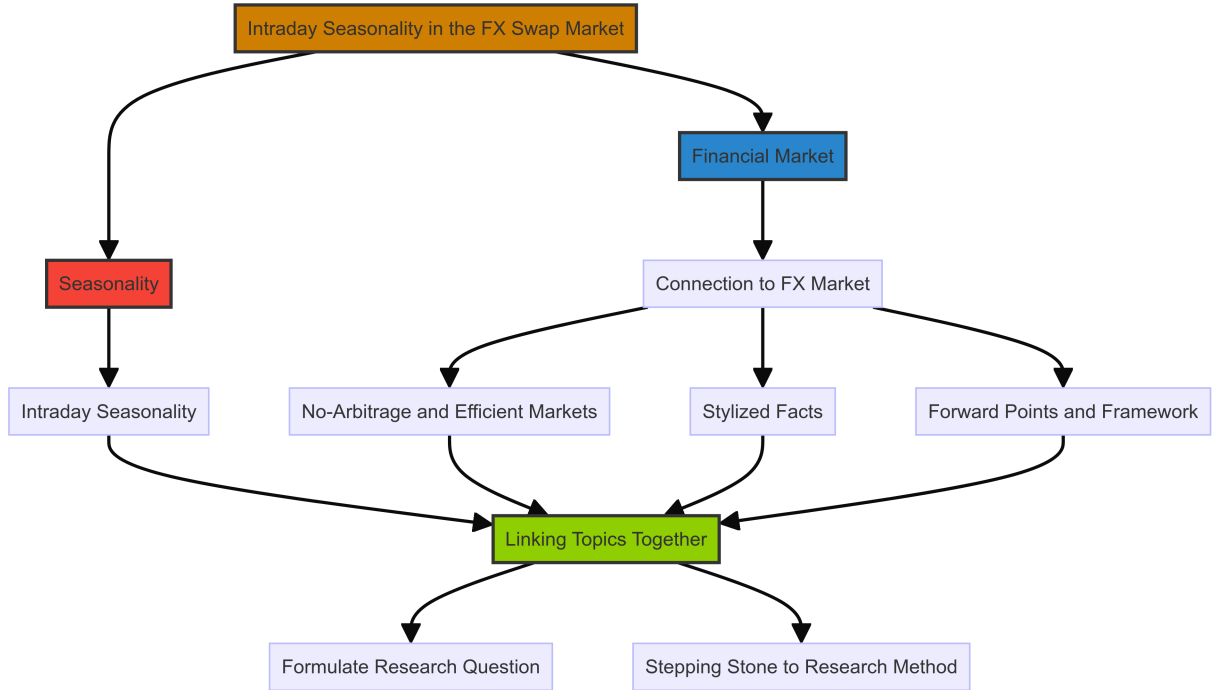 Intraday Seasonality in the FX Swap Market
Financial Market
Seasonality
Connection to FX Market
Intraday Seasonality
No-Arbitrage and Efficient Markets
Stylized Facts
Forward Points and Framework
Linking Topics Together
Formulate Research Question
Stepping Stone to Research Method